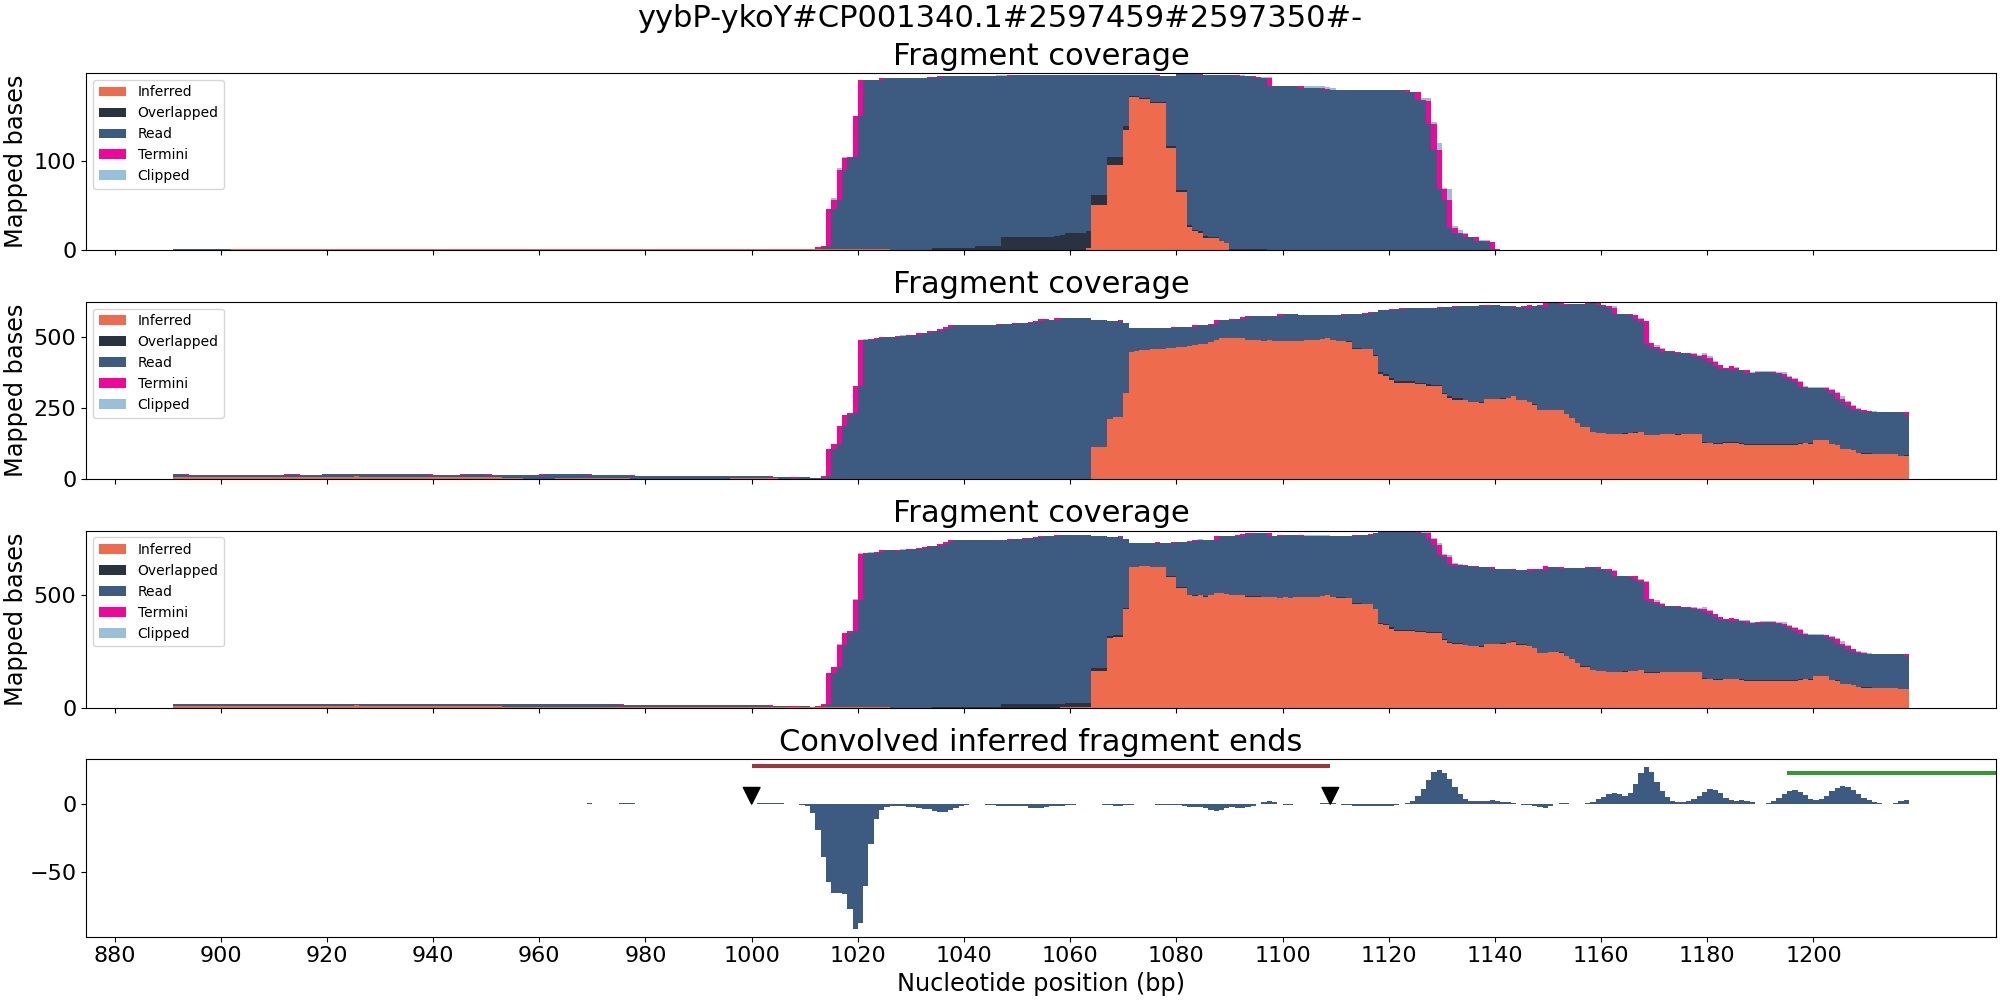 yybP-ykoY#CP001340.1#2597459#2597350#-
Fragment coverage
Mapped bases
100
0
Inferred
Overlapped
Read
Termini
Clipped
Fragment coverage
Mapped bases
500
250
0
Inferred
Overlapped
Read
Termini
Clipped
Fragment coverage
Mapped bases
500
0
Inferred
Overlapped
Read
Termini
Clipped
Convolved inferred fragment ends
0
−50
880 900 920 940 960 980 1000 1020 1040 1060 1080 1100 1120 1140 1160 1180 1200
Nucleotide position (bp)